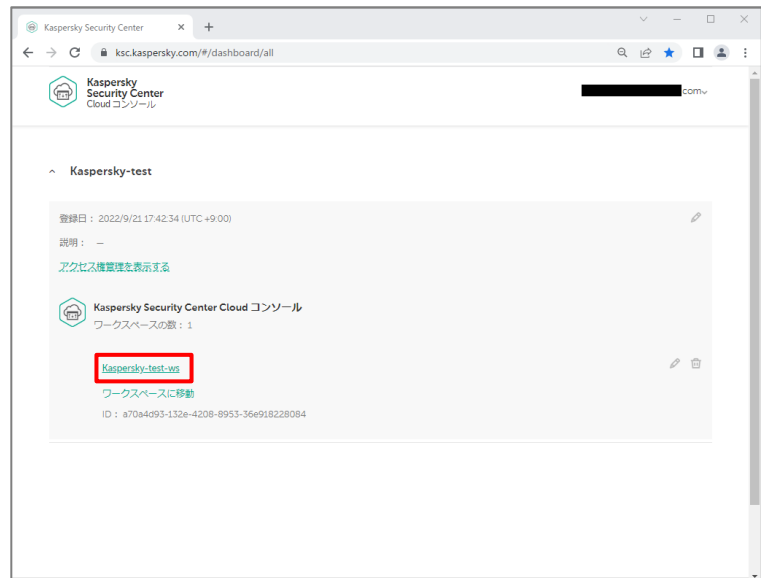 Kaspersky Security Center
ksc.kaspersky.com/#/dashboard/all
Kaspersky
Security Center
Cloud コンソール
com
Kaspersky-test
登録日： 2022/9/21 17:42:34 (UTC +9:00)
説明： —
アクセス権管理を表示する
Kaspersky Security Center Cloud コンソール
ワークスペースの数： 1
Kaspersky-test-ws
ワークスペースに移動
ID： a70a4d93-132e-4208-8953-36e918228084